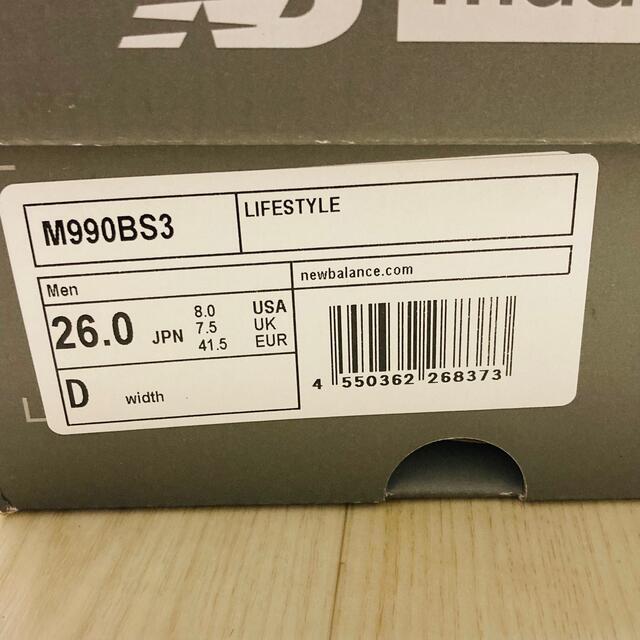 M990BS3
LIFESTYLE
Men
newbalance.com
26.0 JPN
8.0 USA
7.5 UK
41.5 EUR
D width
4 550362 268373